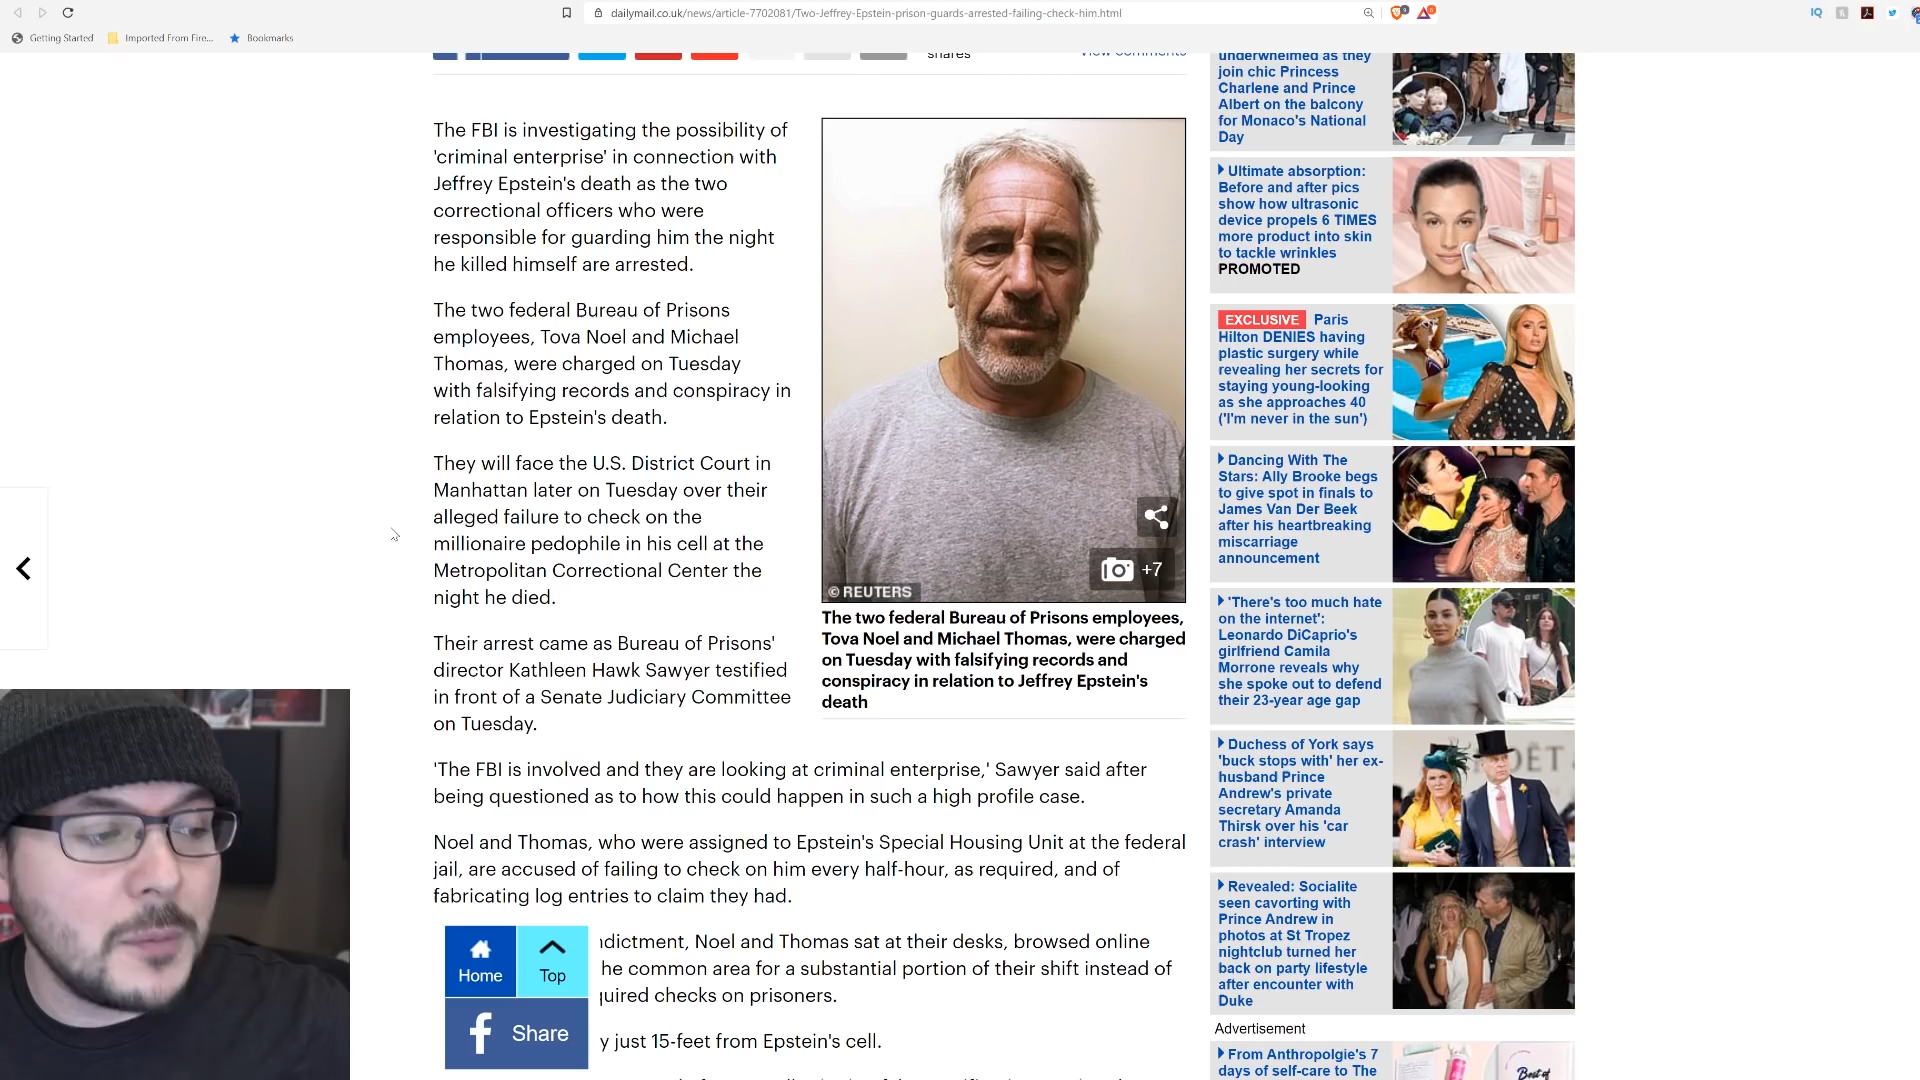 dailymail.co.uk/news/article-7702081/Two-Jeffrey-Epstein-prison-guards-arrested-failing-check-him.html
IQ
Getting Started
Imported From Fire...
Bookmarks
shares
View comments
The FBI is investigating the possibility of
'criminal enterprise' in connection with
Jeffrey Epstein's death as the two
correctional officers who were
responsible for guarding him the night
he killed himself are arrested.
The two federal Bureau of Prisons
employees, Tova Noel and Michael
Thomas, were charged on Tuesday
with falsifying records and conspiracy in
relation to Epstein's death.
They will face the U.S. District Court in
Manhattan later on Tuesday over their
alleged failure to check on the
millionaire pedophile in his cell at the
Metropolitan Correctional Center the
night he died.
Their arrest came as Bureau of Prisons'
director Kathleen Hawk Sawyer testified
in front of a Senate Judiciary Committee
on Tuesday.
+7
© REUTERS
The two federal Bureau of Prisons employees,
Tova Noel and Michael Thomas, were charged
on Tuesday with falsifying records and
conspiracy in relation to Jeffrey Epstein's
death
'The FBI is involved and they are looking at criminal enterprise,' Sawyer said after
being questioned as to how this could happen in such a high profile case.
Noel and Thomas, who were assigned to Epstein's Special Housing Unit at the federal
jail, are accused of failing to check on him every half-hour, as required, and of
fabricating log entries to claim they had.
dictment, Noel and Thomas sat at their desks, browsed online
he common area for a substantial portion of their shift instead of
quired checks on prisoners.
y just 15-feet from Epstein's cell.
Home
Top
Share
underwhelmed as they
join chic Princess
Charlene and Prince
Albert on the balcony
for Monaco's National
Day
Ultimate absorption:
Before and after pics
show how ultrasonic
device propels 6 TIMES
more product into skin
to tackle wrinkles
PROMOTED
EXCLUSIVE Paris
Hilton DENIES having
plastic surgery while
revealing her secrets for
staying young-looking
as she approaches 40
('I'm never in the sun')
Dancing With The
Stars: Ally Brooke begs
to give spot in finals to
James Van Der Beek
after his heartbreaking
miscarriage
announcement
'There's too much hate
on the internet':
Leonardo DiCaprio's
girlfriend Camila
Morrone reveals why
she spoke out to defend
their 23-year age gap
Duchess of York says
'buck stops with' her ex-
husband Prince
Andrew's private
secretary Amanda
Thirsk over his 'car
crash' interview
Revealed: Socialite
seen cavorting with
Prince Andrew in
photos at St Tropez
nightclub turned her
back on party lifestyle
after encounter with
Duke
Advertisement
From Anthropolgie's 7
days of self-care to The
Best of